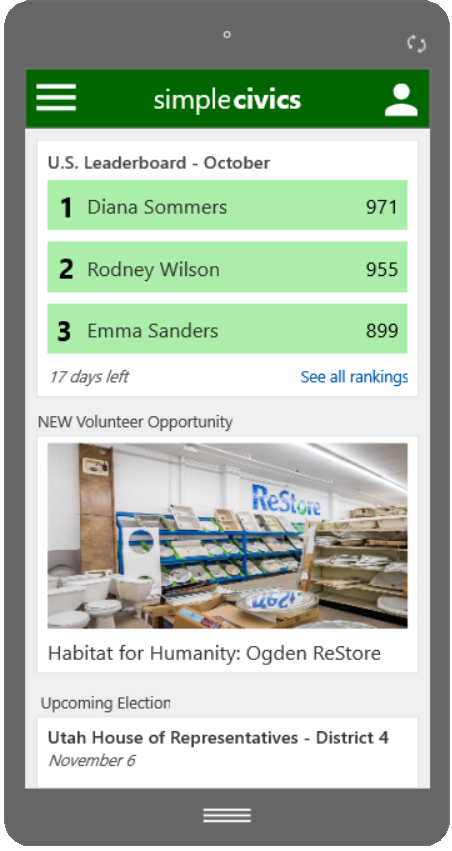 simplecivics
U.S. Leaderboard - October
1 Diana Sommers 971
2 Rodney Wilson 955
3 Emma Sanders 899
17 days left See all rankings
NEW Volunteer Opportunity
ReStore
Habitat for Humanity: Ogden ReStore
Upcoming Election
Utah House of Representatives - District 4
November 6